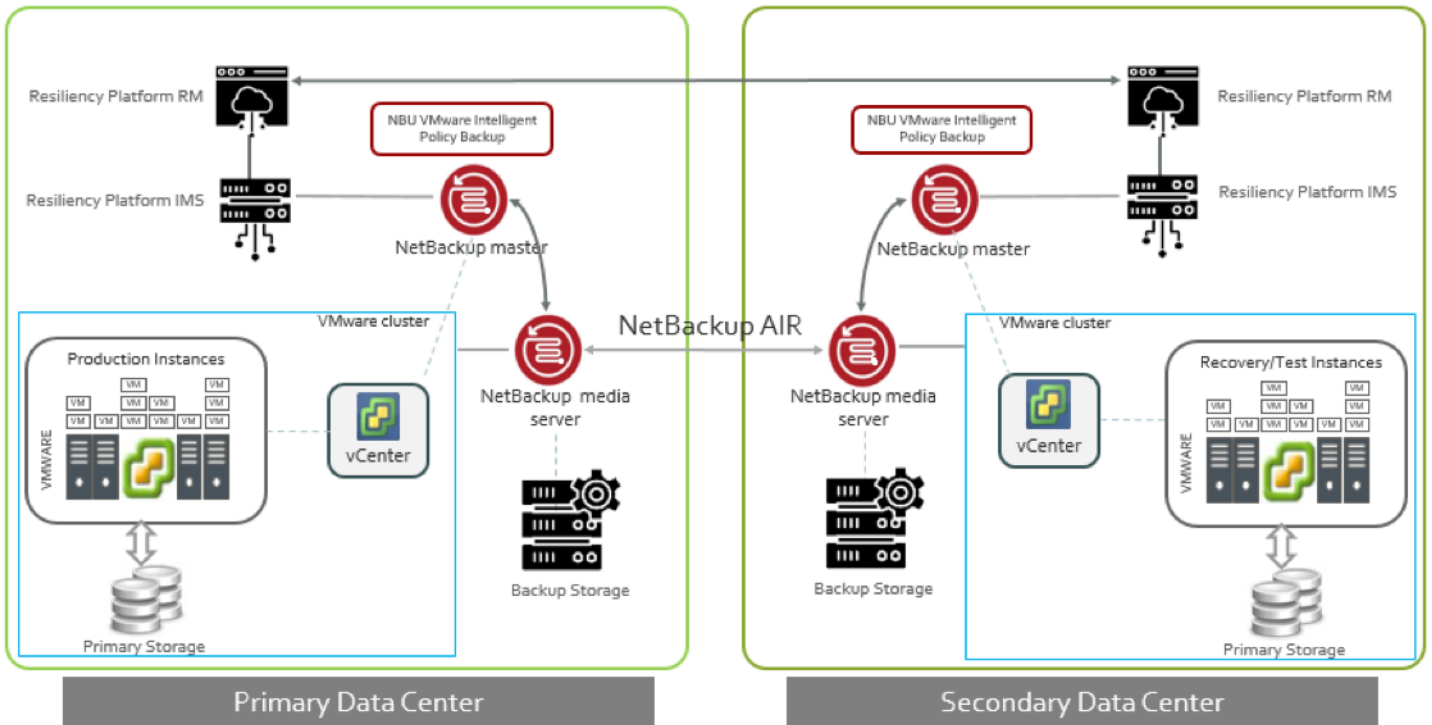 Resiliency Platform RM
NBU VMware Intelligent
Policy Backup
Resiliency Platform IMS
NetBackup master
VMware cluster
Production Instances
VM
VM
VM
VM
VM
VM
VM
VM
VM
VM
VM
VMWARE
vCenter
Primary Storage
NetBackup media
server
Backup Storage
Primary Data Center
NetBackup AIR
NBU VMware Intelligent
Policy Backup
Resiliency Platform RM
Resiliency Platform IMS
NetBackup master
NetBackup media
server
Backup Storage
VMware cluster
vCenter
Recovery/Test Instances
VM
VM
VM
VM
VM
VM
VM
VM
VM
VM
VM
VMWARE
Primary Storage
Secondary Data Center